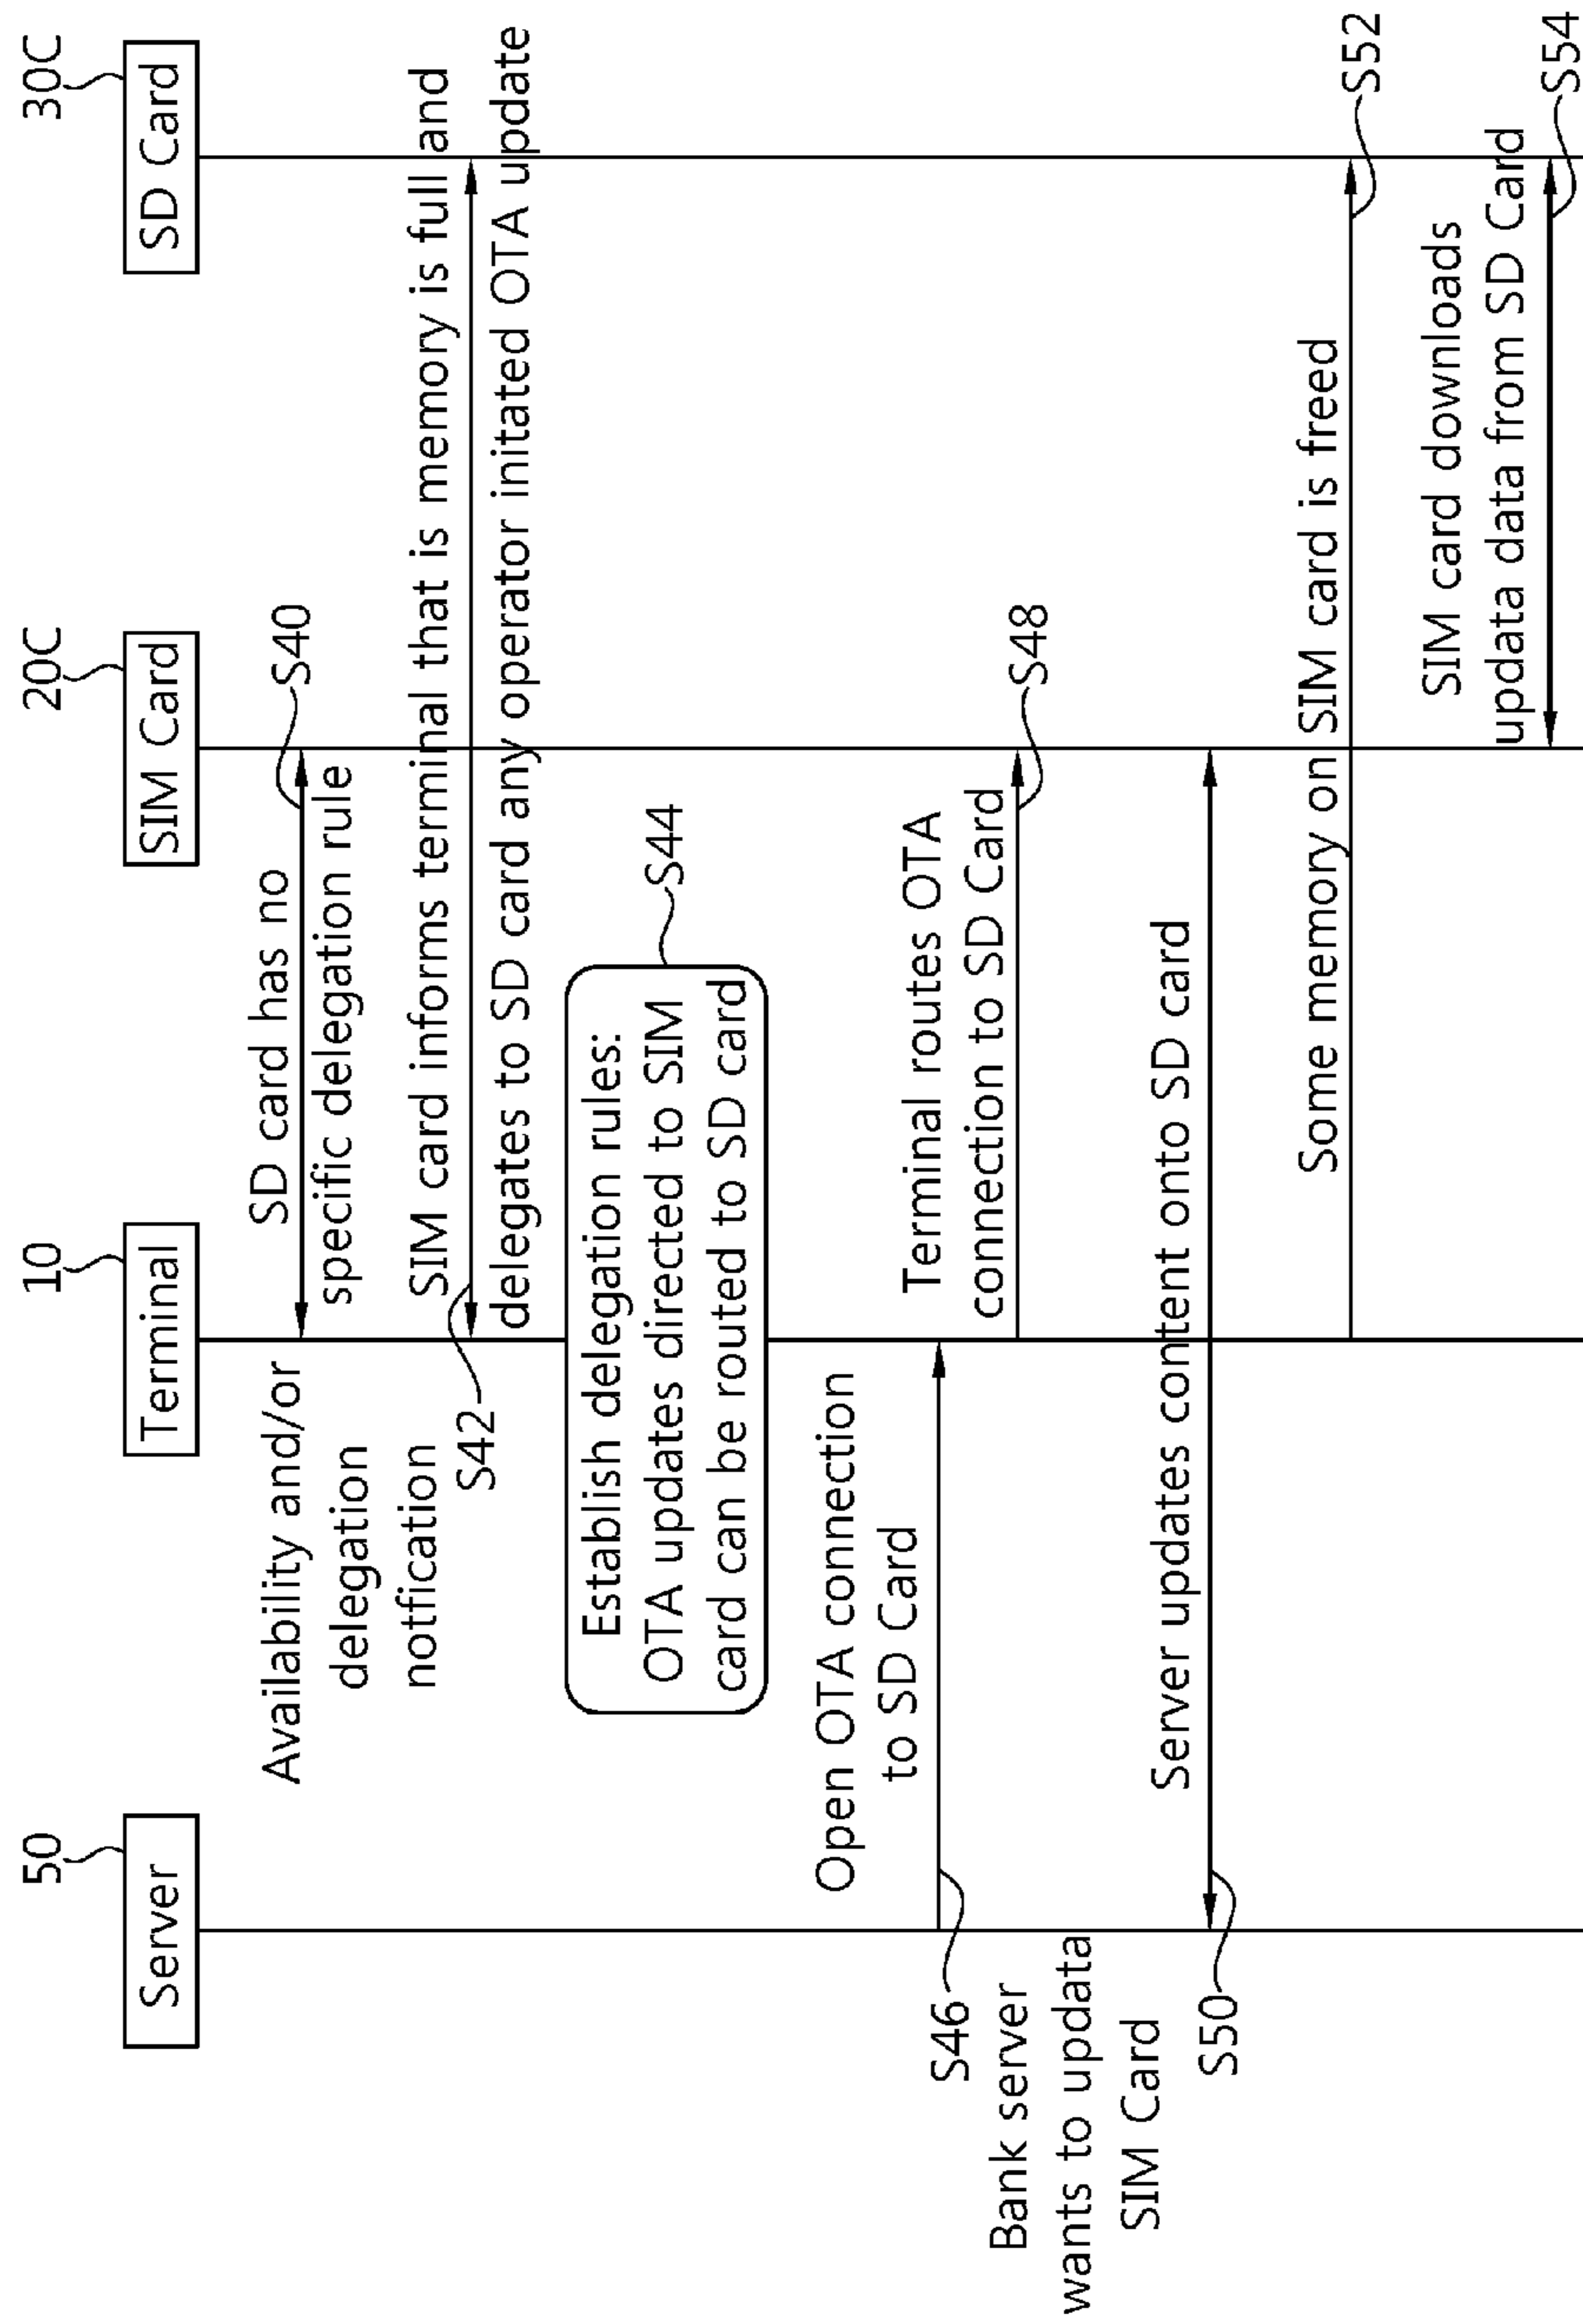 50
Server
10
Terminal
20C
SIM Card
30C
SD Card
Availability and/or
delegation
notfication
SD card has no
specific delegation rule
S40
SIM card informs terminal that is memory is full and
delegates to SD card any operator initated OTA update
S42
Establish delegation rules:
OTA updates directed to SIM
card can be routed to SD card
S44
Open OTA connection
to SD Card
S46
Bank server
wants to updata
SIM Card
Terminal routes OTA
connection to SD Card
S48
Server updates content onto SD card
S50
Some memory on SIM card is freed
S52
SIM card downloads
updata data from SD Card
S54